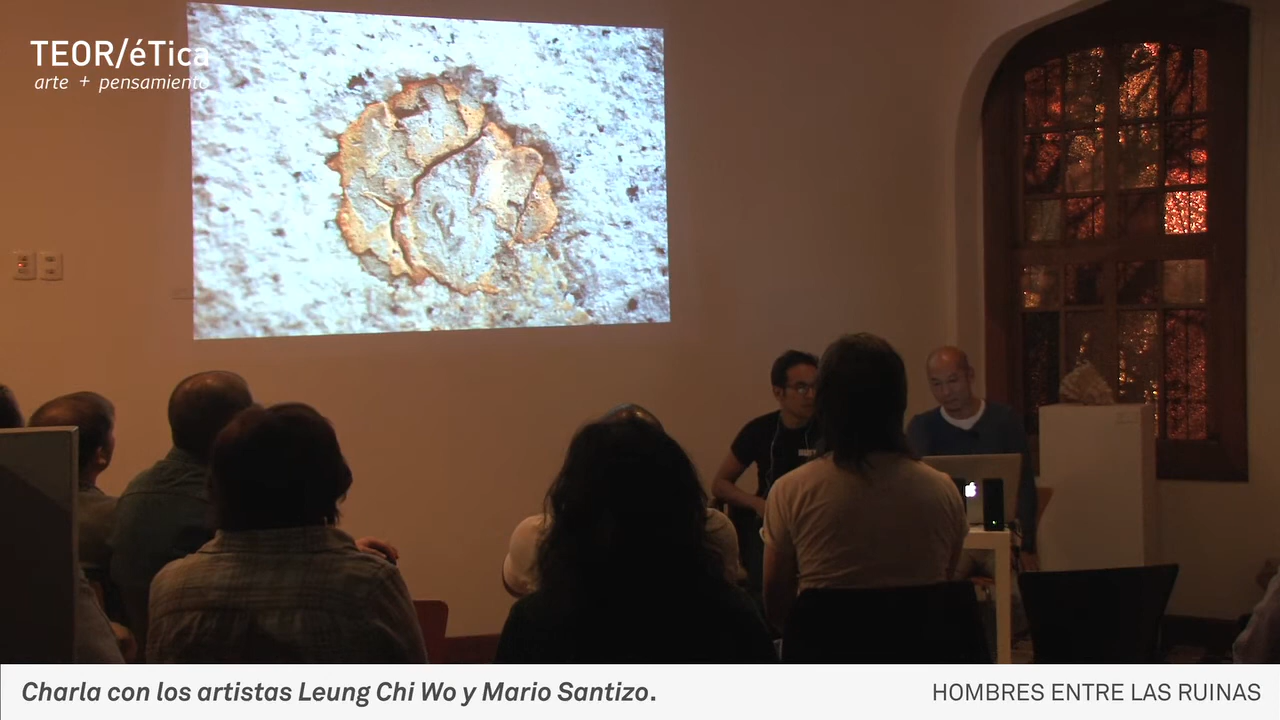 TEOR/éTica
arte + pensamiento
Charla con los artistas Leung Chi Wo y Mario Santizo.
HOMBRES ENTRE LAS RUINAS